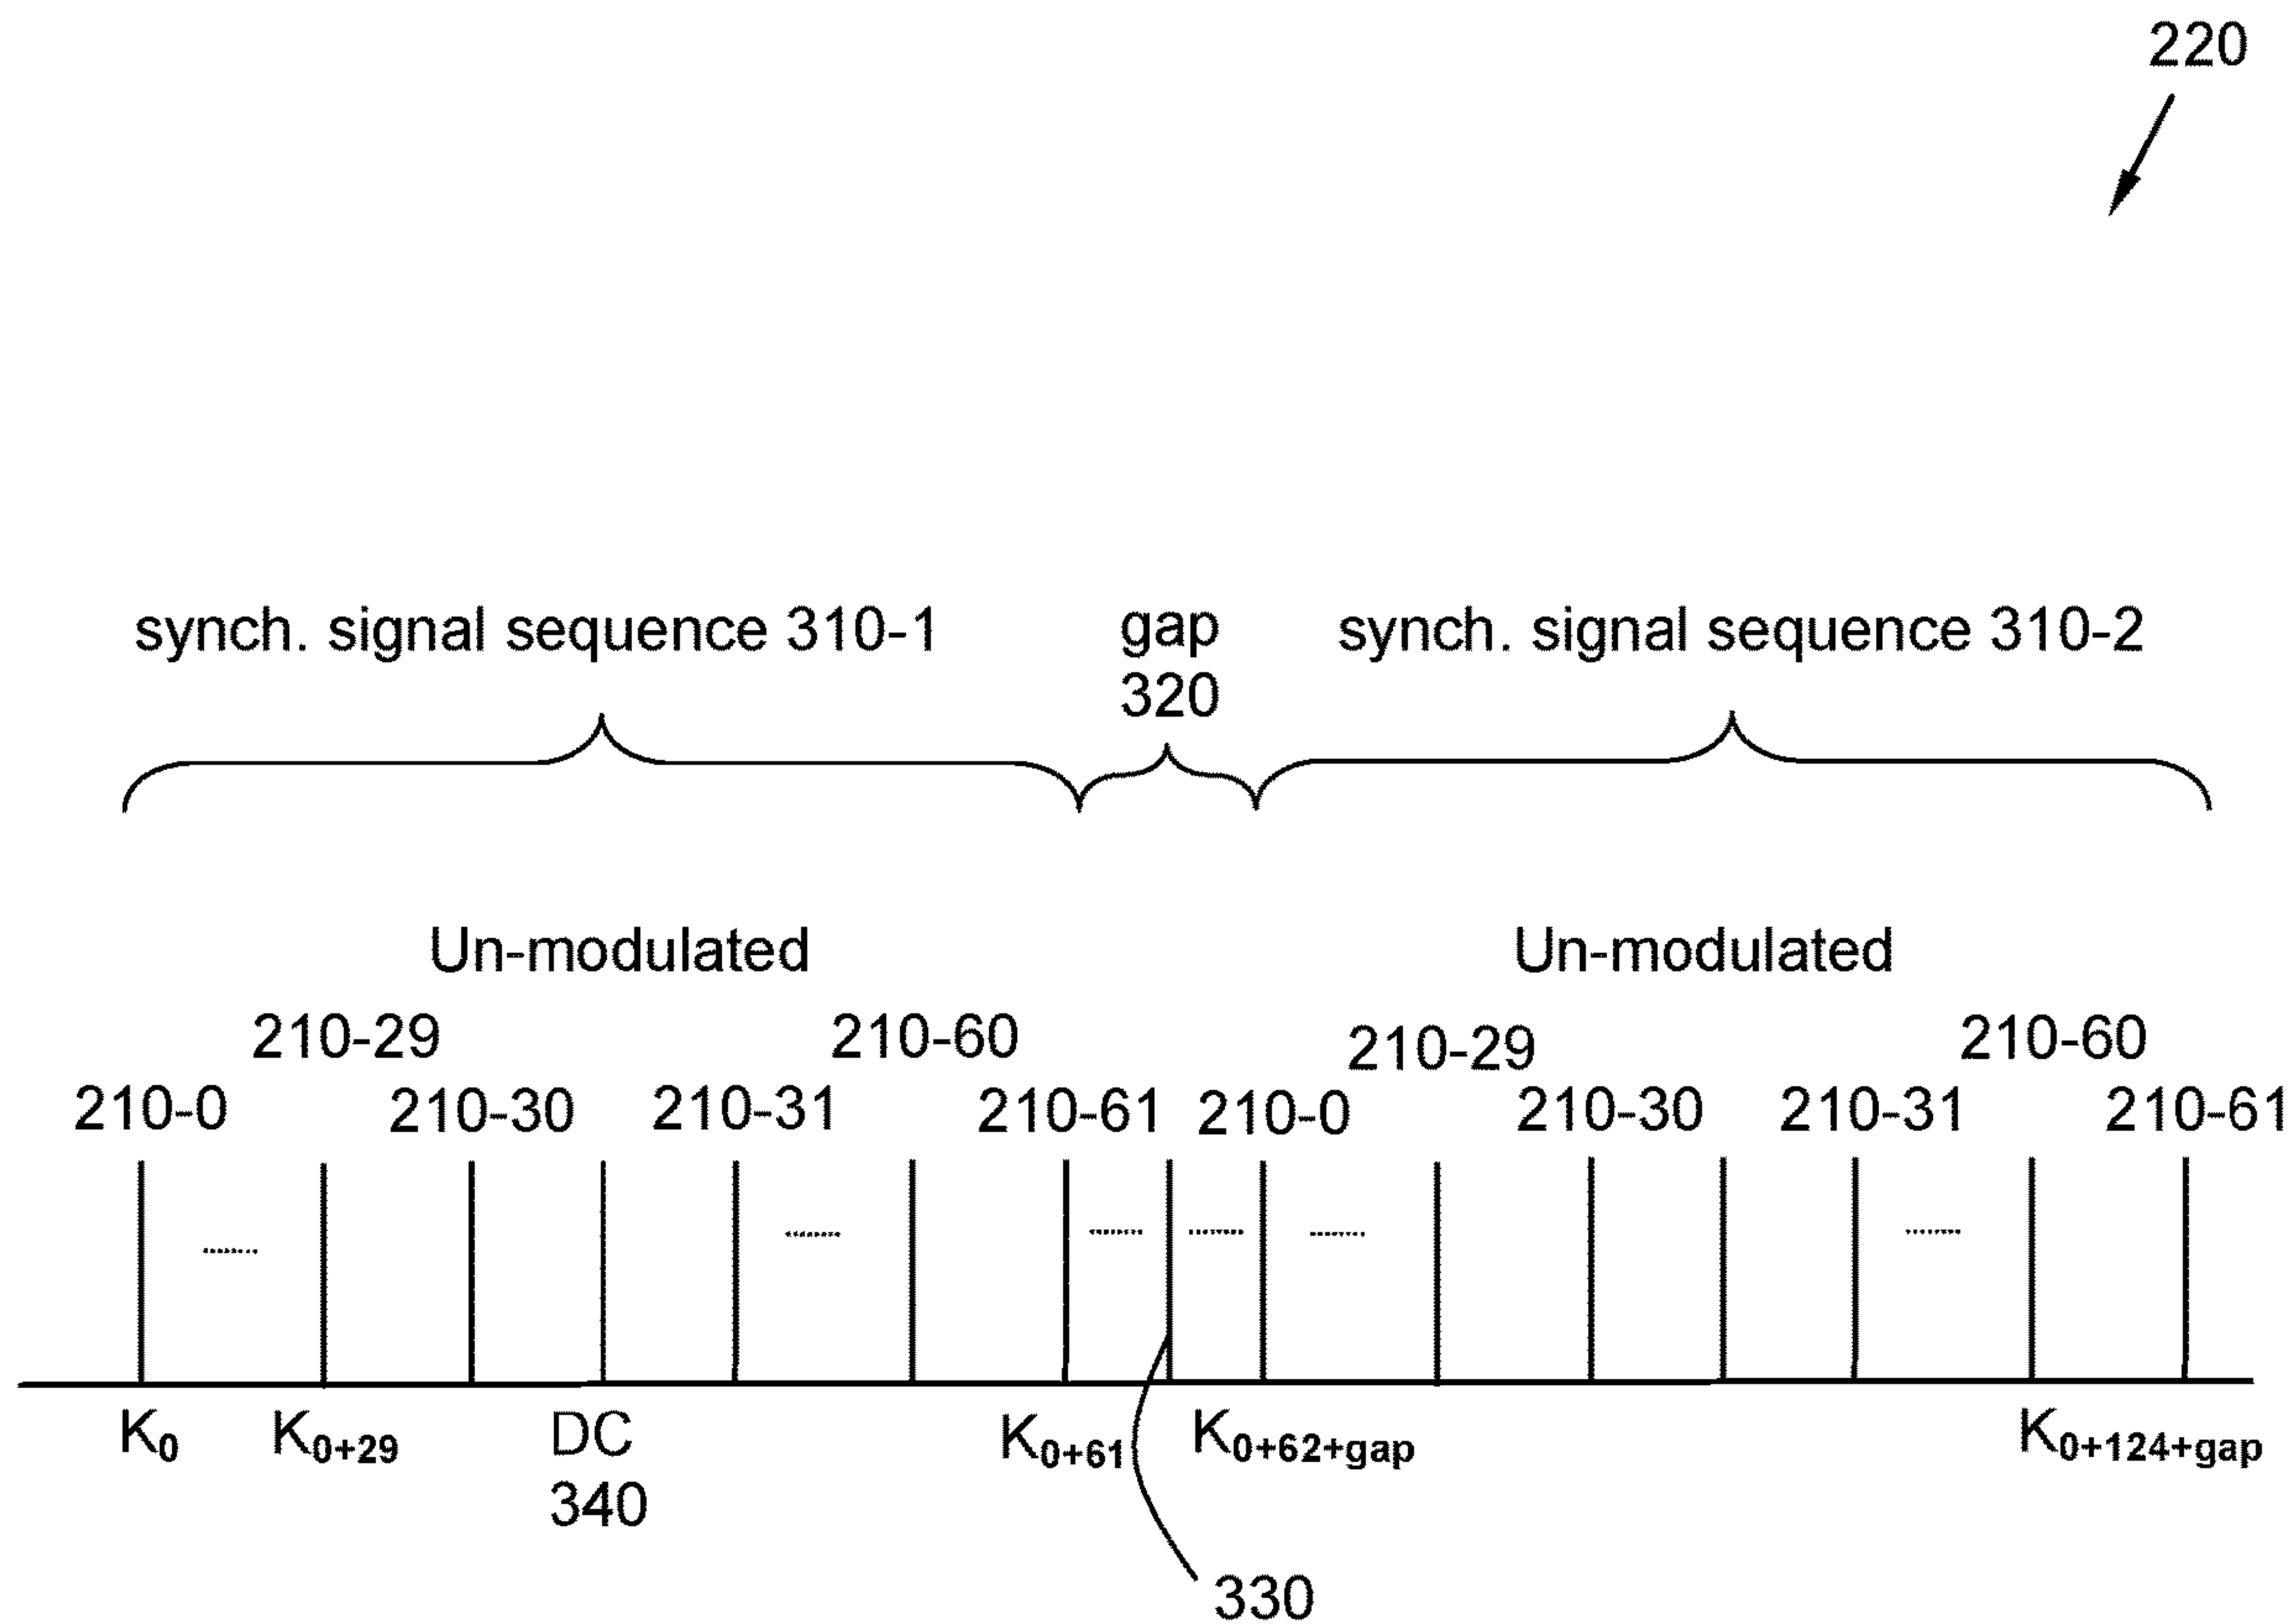 220
synch. signal sequence 310-1 gap synch. signal sequence 310-2
320
Un-modulated Un-modulated
210-29 210-60 210-29 210-60
210-0 210-30 210-31 210-61 210-0 210-30 210-31 210-61
K0 K0+29 DC K0+61 K0+62+gap K0+124+gap
340
330